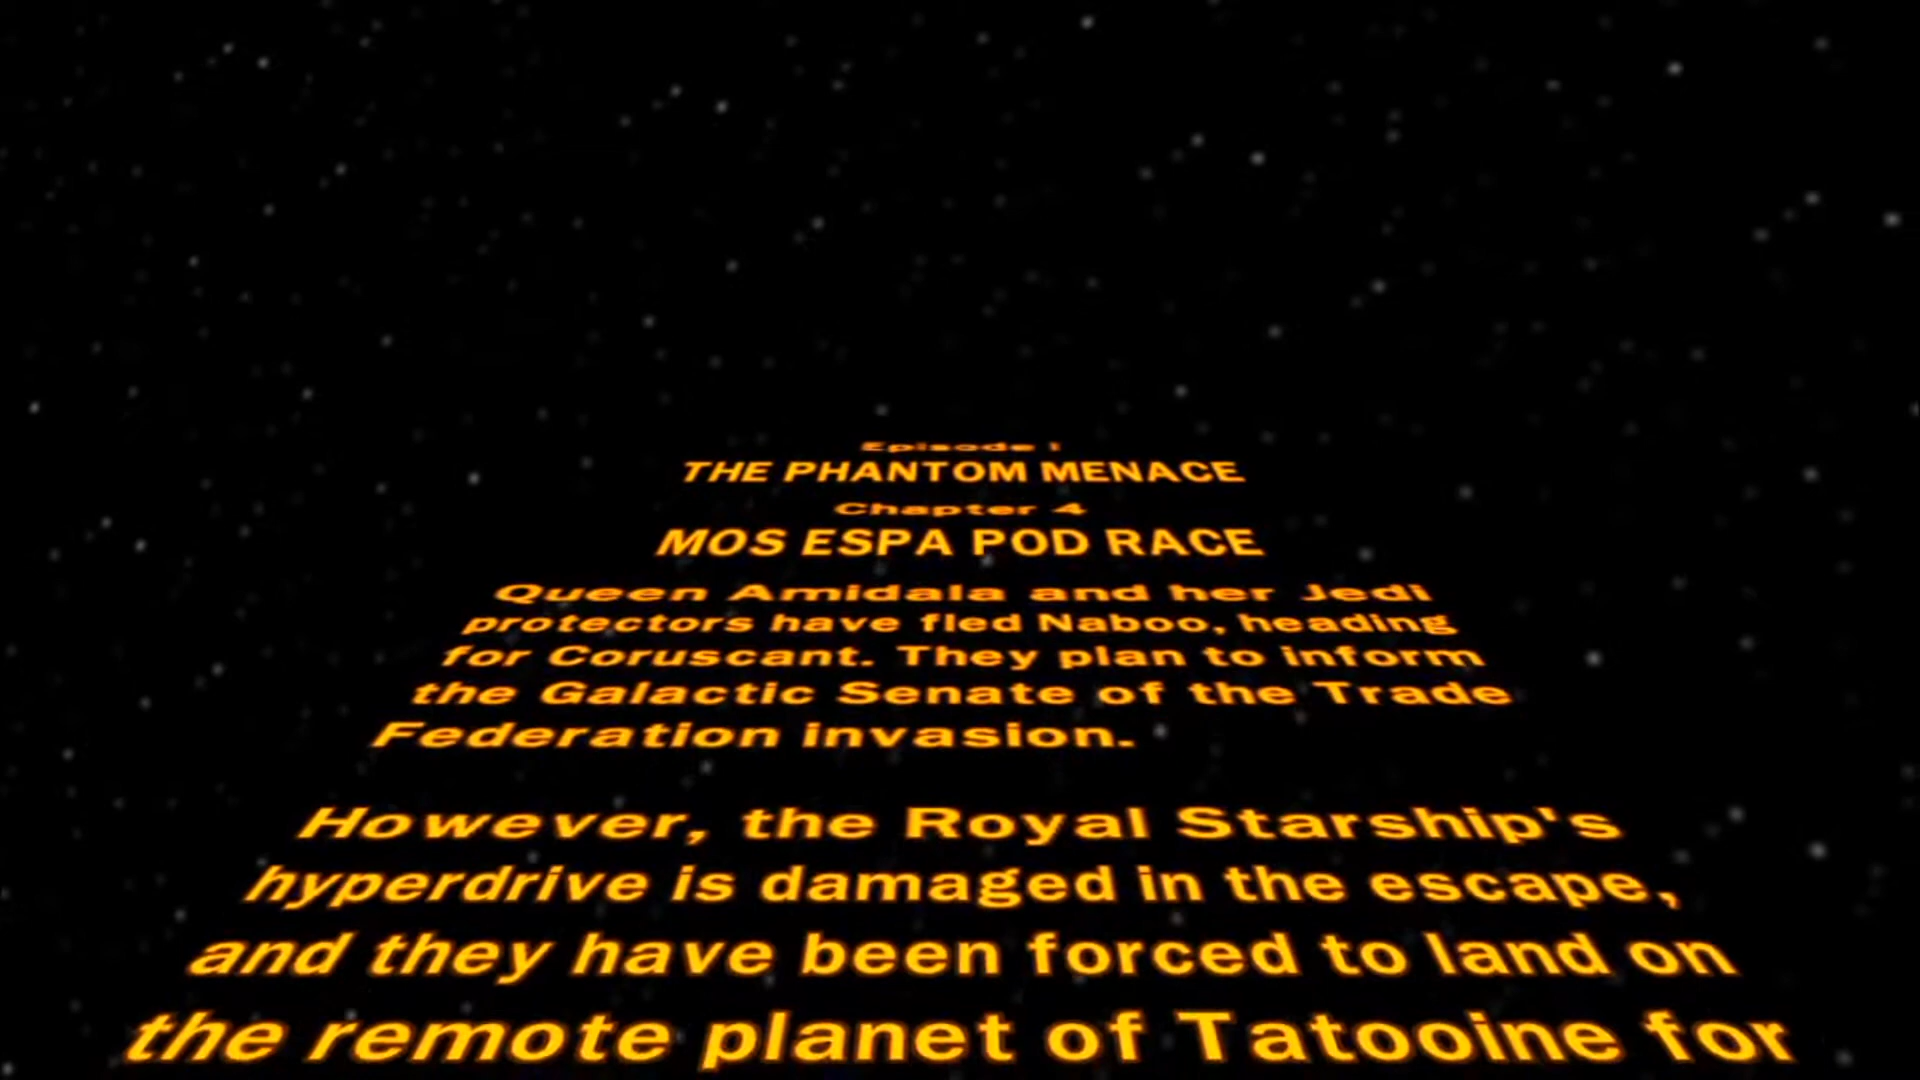 Episode I
THE PHANTOM MENACE
Chapter 4
MOS ESPA POD RACE
Queen Amidala and her Jedi
protectors have fled Naboo, heading
for Coruscant. They plan to inform
the Galactic Senate of the Trade
Federation invasion.
However, the Royal Starship's
hyperdrive is damaged in the escape,
and they have been forced to land on
the remote planet of Tatooine for